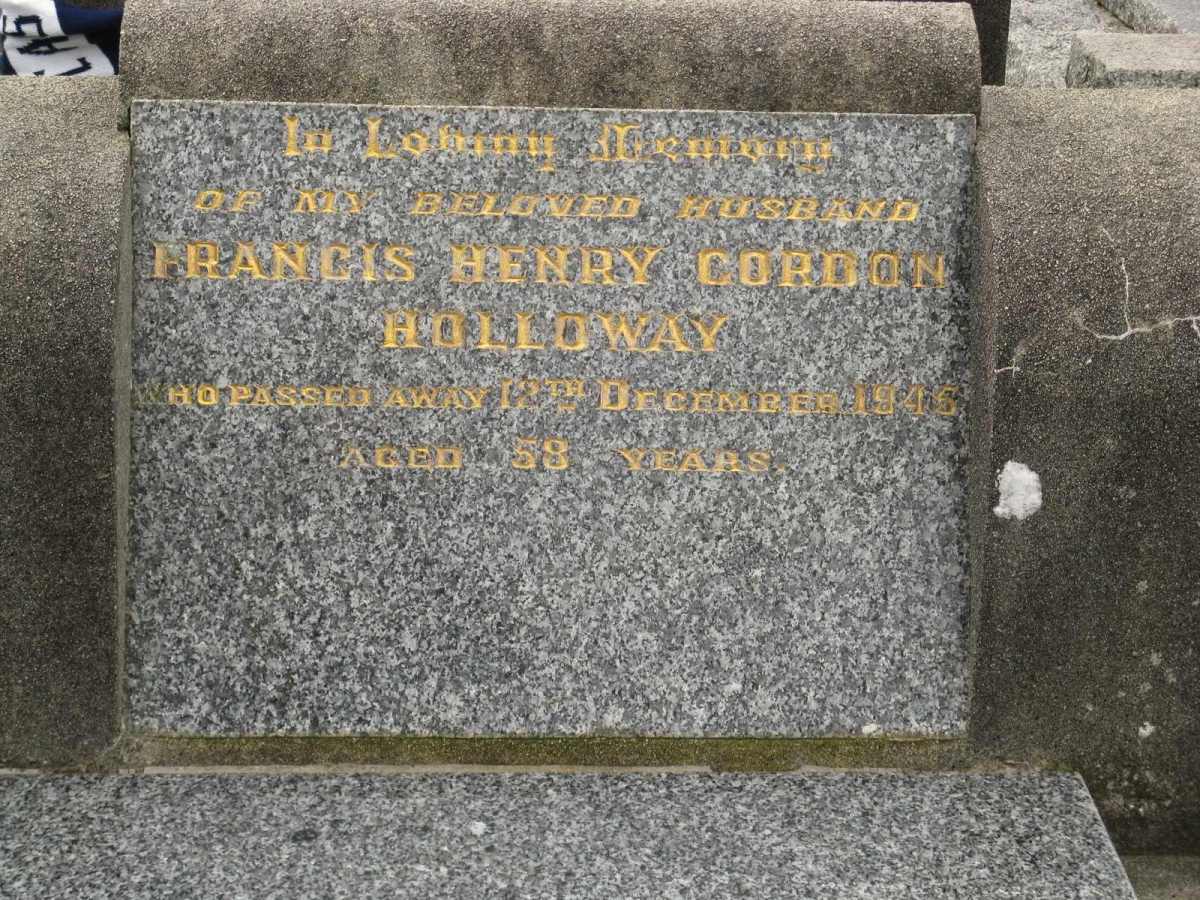 In Loving Memory
OF MY BELOVED HUSBAND
FRANCIS HENRY GORDON
HOLLOWAY
WHO PASSED AWAY 12TH DECEMBER 1946
AGED 58 YEARS.